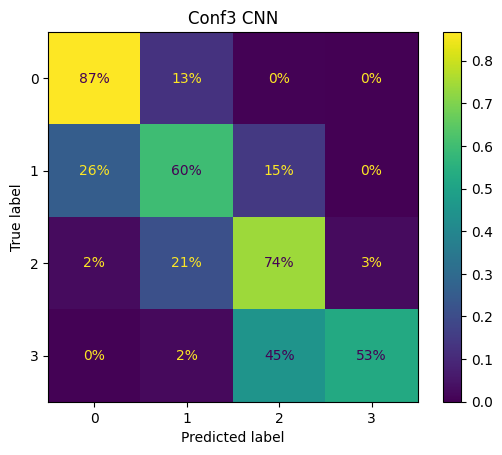 Conf3 CNN
0 87% 13% 0% 0%
1 26% 60% 15% 0%
2 2% 21% 74% 3%
3 0% 2% 45% 53%
0 1 2 3
True label
Predicted label
0.8
0.7
0.6
0.5
0.4
0.3
0.2
0.1
0.0